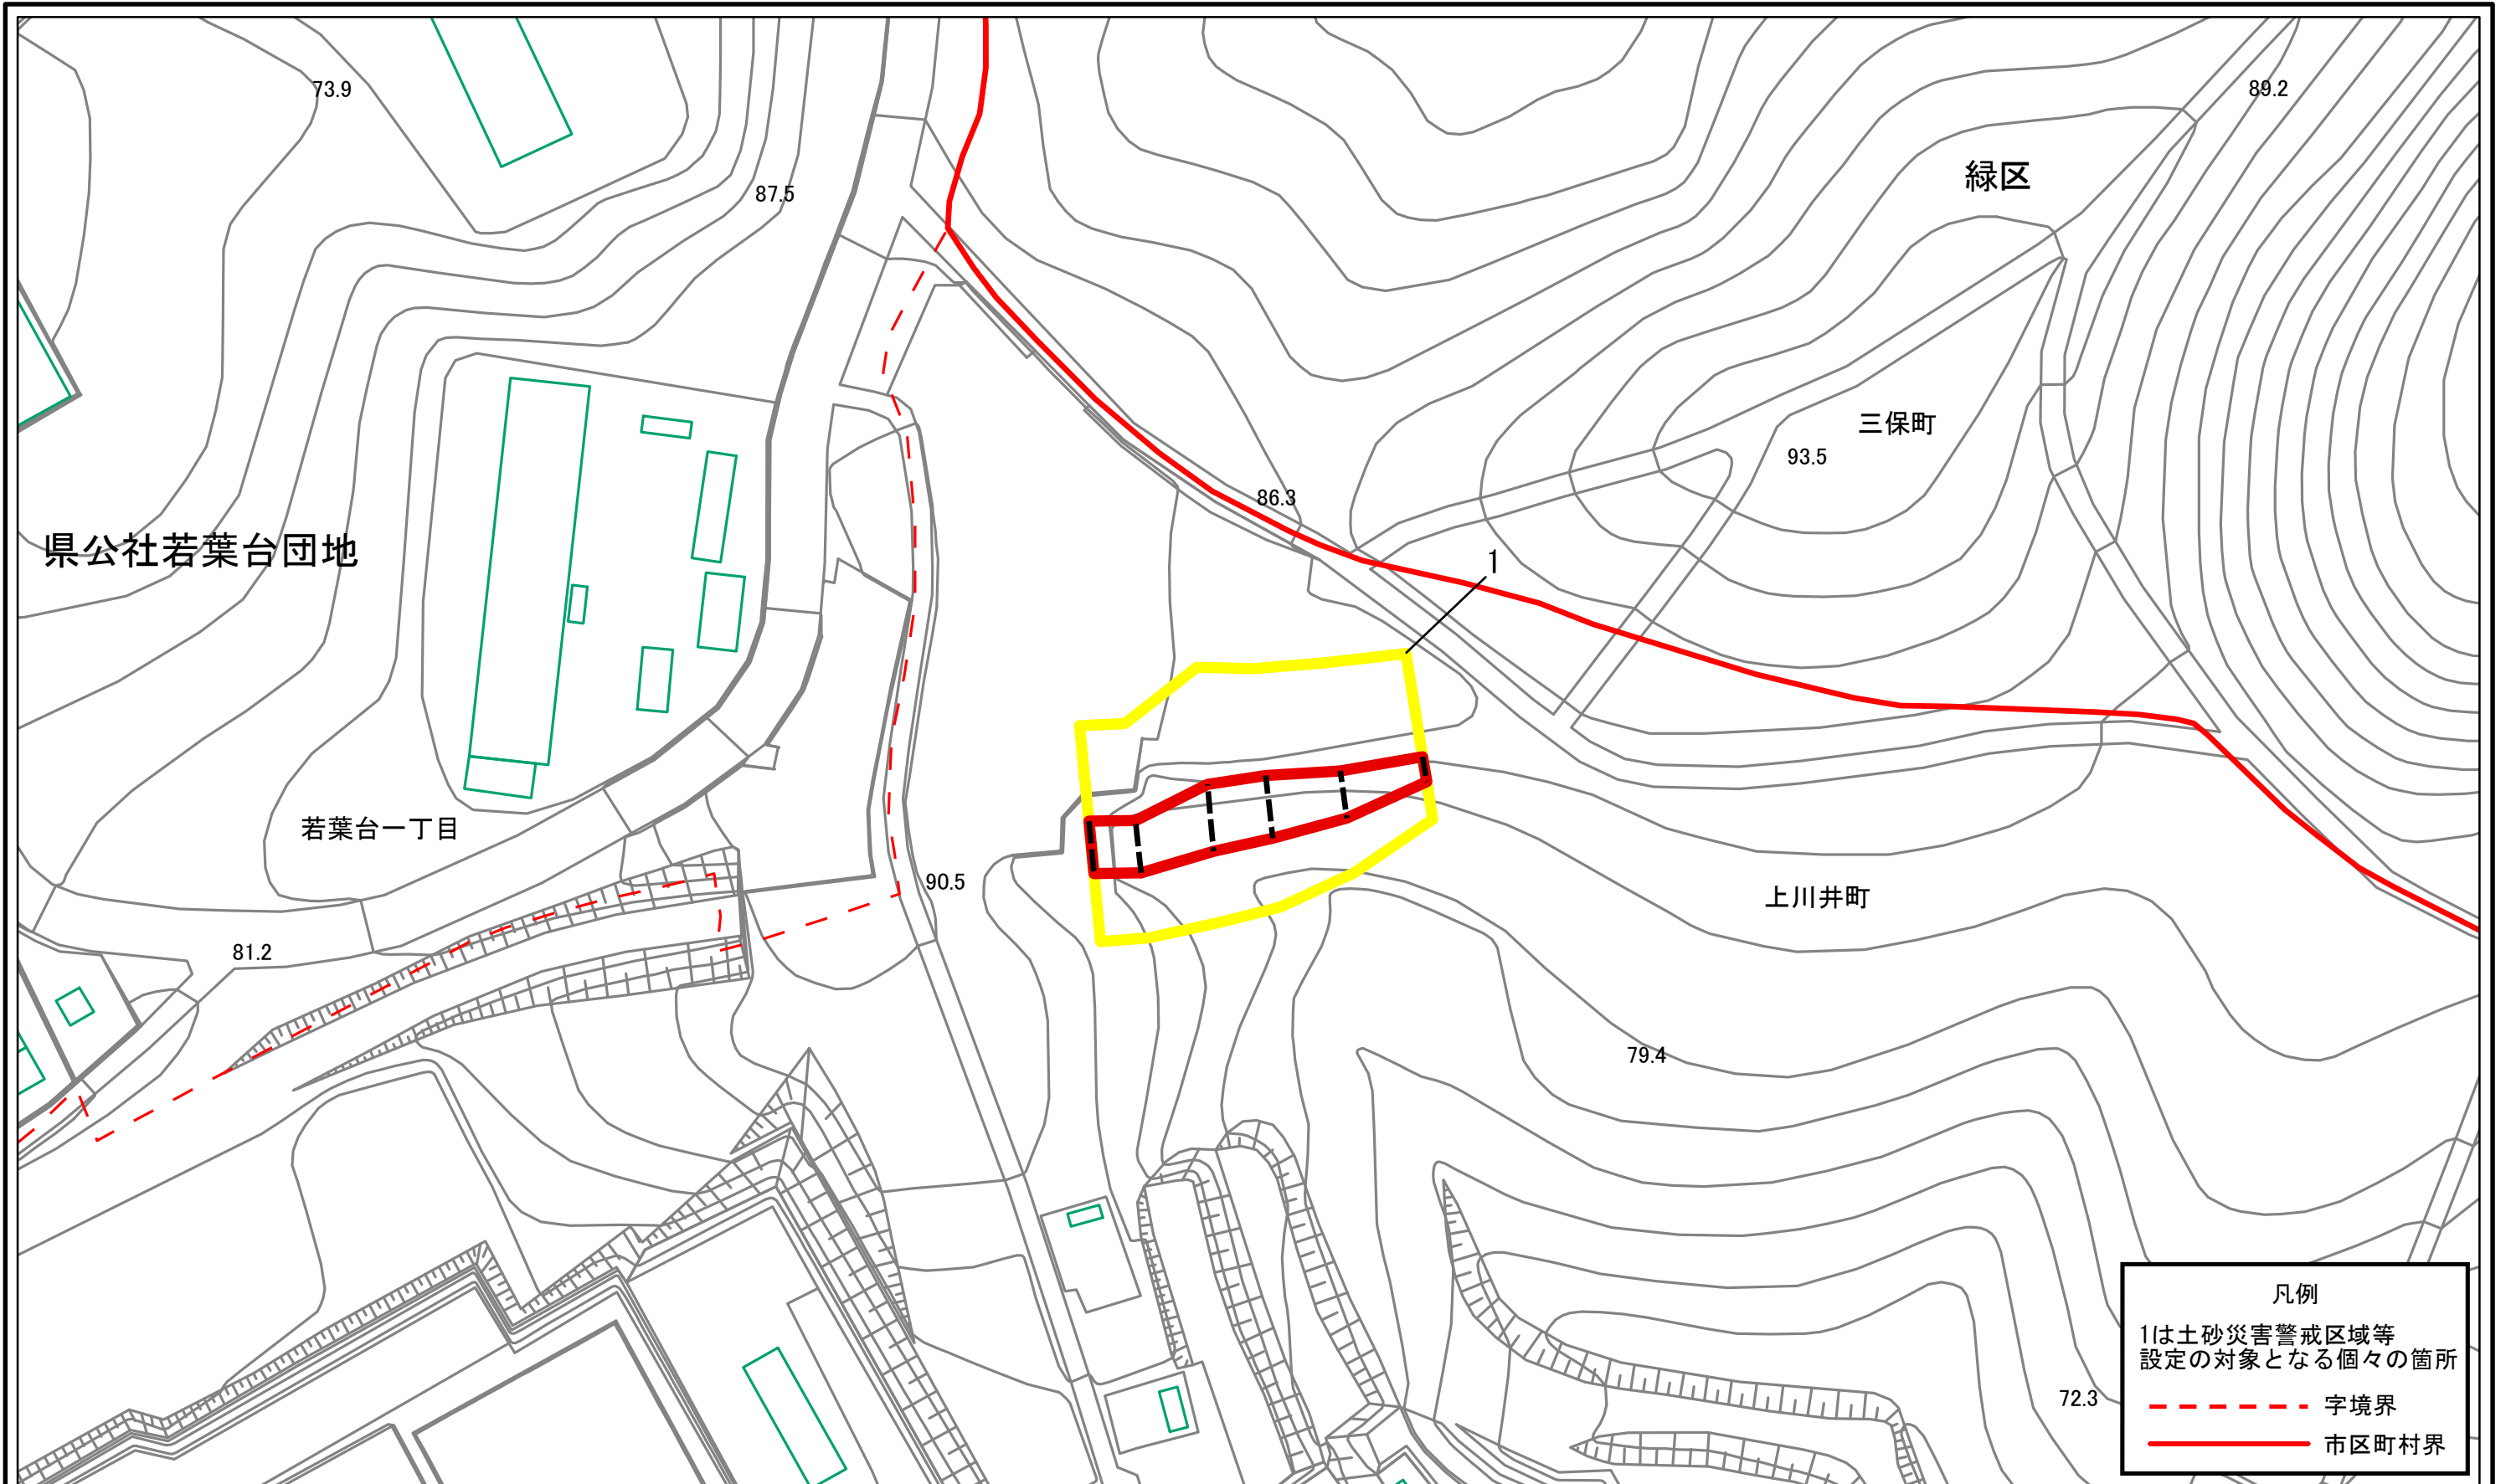 73.9
89.2
緑区
87.5
三保町
93.5
86.3
県公社若葉台団地
1
若葉台一丁目
90.5
上川井町
81.2
79.4
72.3
凡例
1は土砂災害警戒区域等
設定の対象となる個々の箇所
字境界
市区町村界